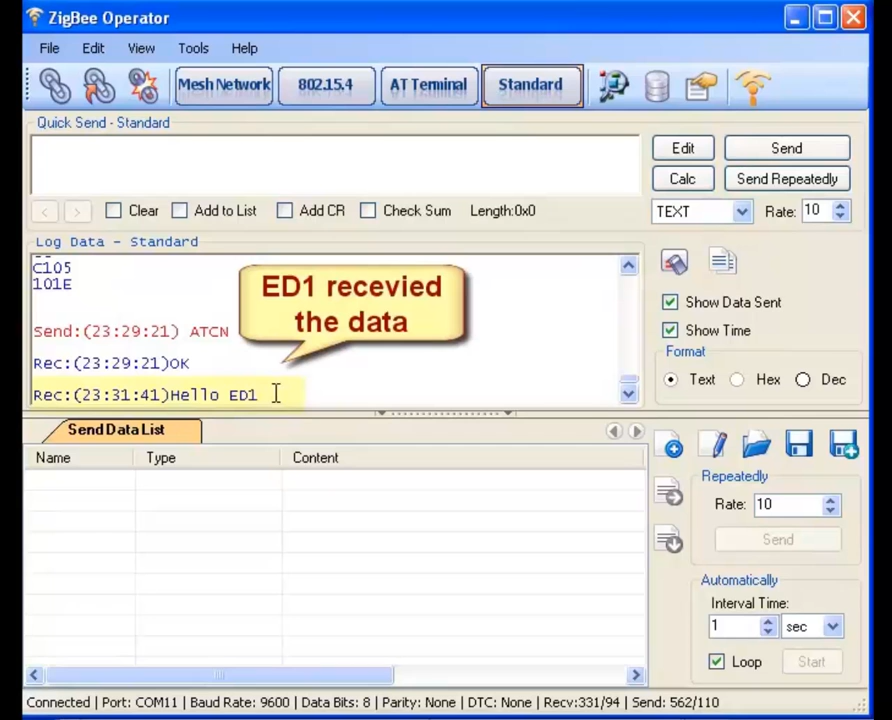 ZigBee Operator
File Edit View Tools Help
Mesh Network 802.15.4 AT Terminal Standard
Quick Send - Standard
Edit Send
Calc Send Repeatedly
< > Clear Add to List Add CR Check Sum Length:0x0 TEXT Rate: 10
Log Data - Standard
C105
101E
Send:(23:29:21) ATCN
Rec:(23:29:21)OK
Rec:(23:31:41)Hello ED1
ED1 recevied
the data
Show Data Sent
Show Time
Format
Text Hex Dec
Send Data List
Name Type Content
Repeatedly
Rate: 10
Send
Automatically
Interval Time:
1 sec
Loop Start
Connected | Port: COM11 | Baud Rate: 9600 | Data Bits: 8 | Parity: None | DTC: None | Recv:331/94 | Send: 562/110